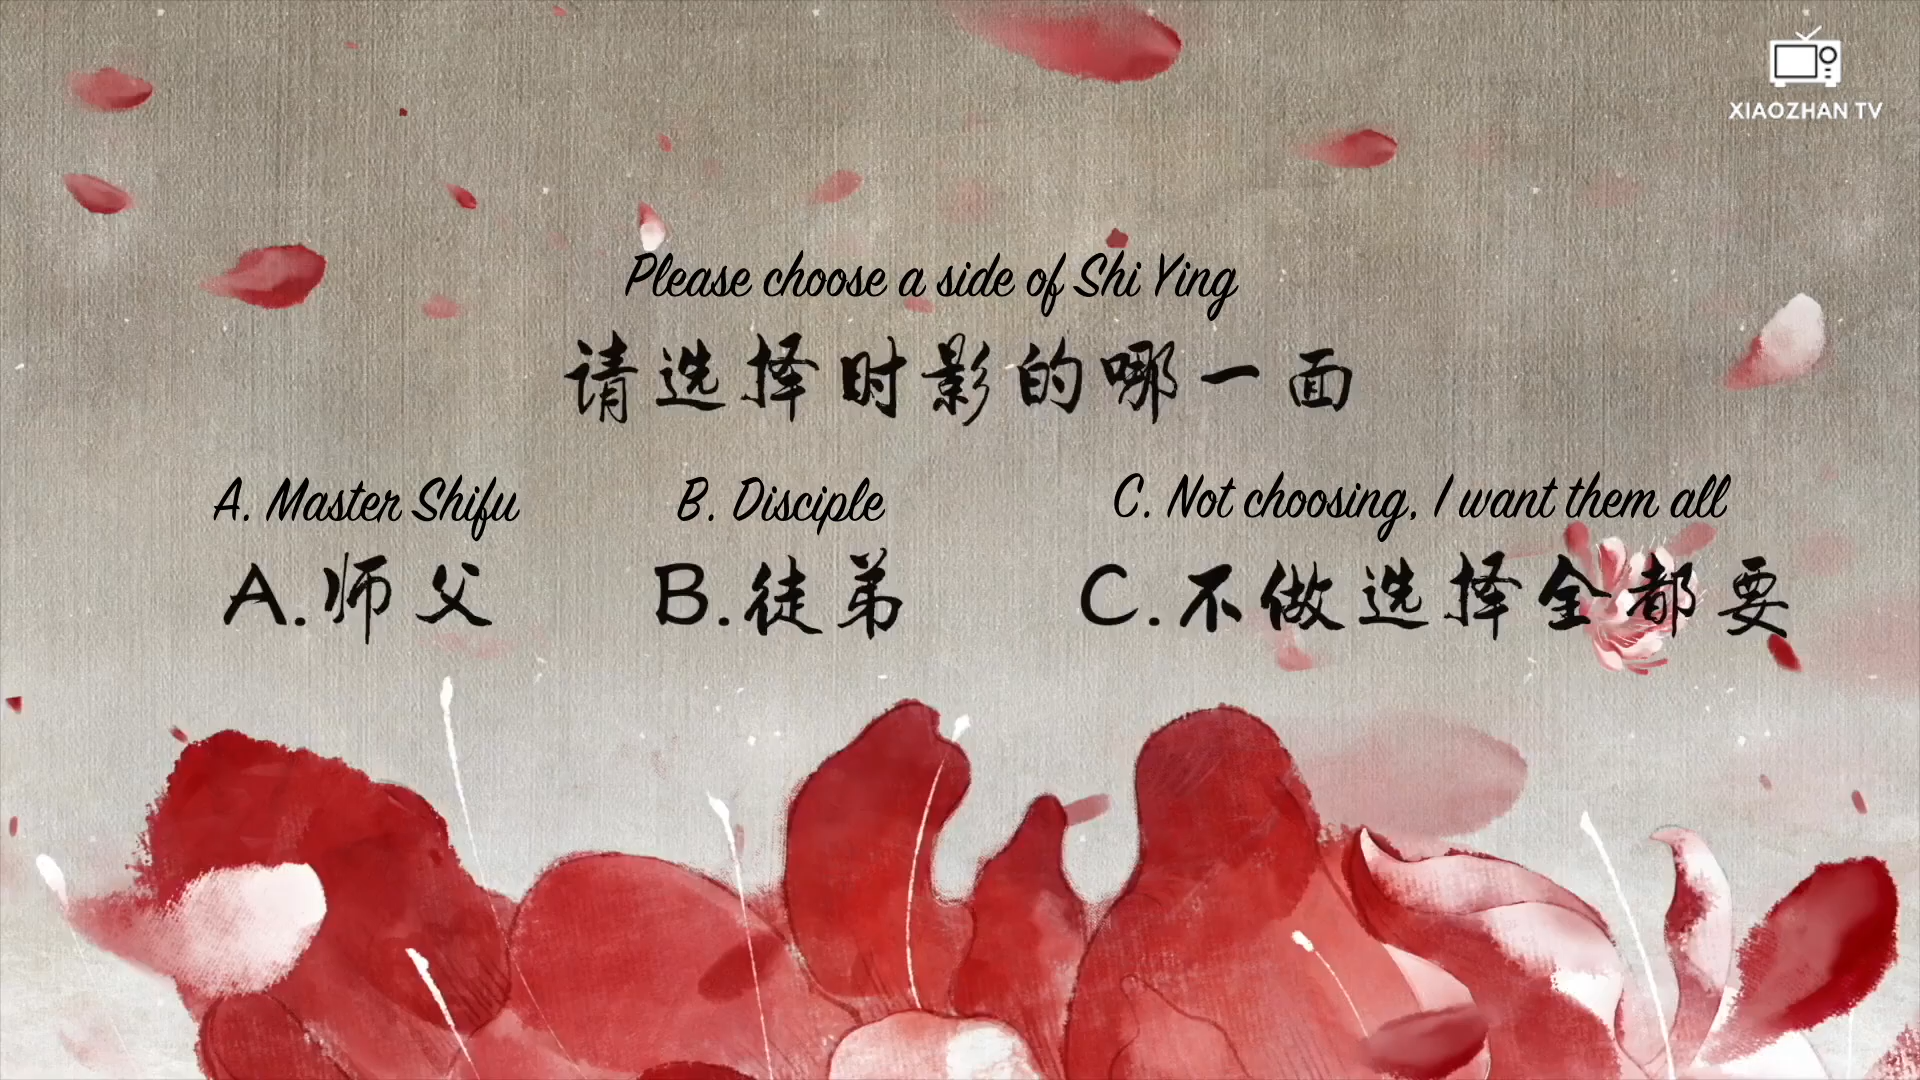 XIAOZHAN TV
Please choose a side of Shi Ying
请选择时影的哪一面
A. Master Shifu
B. Disciple
C. Not choosing, I want them all
A.师父
B.徒弟
C.不做选择全都要